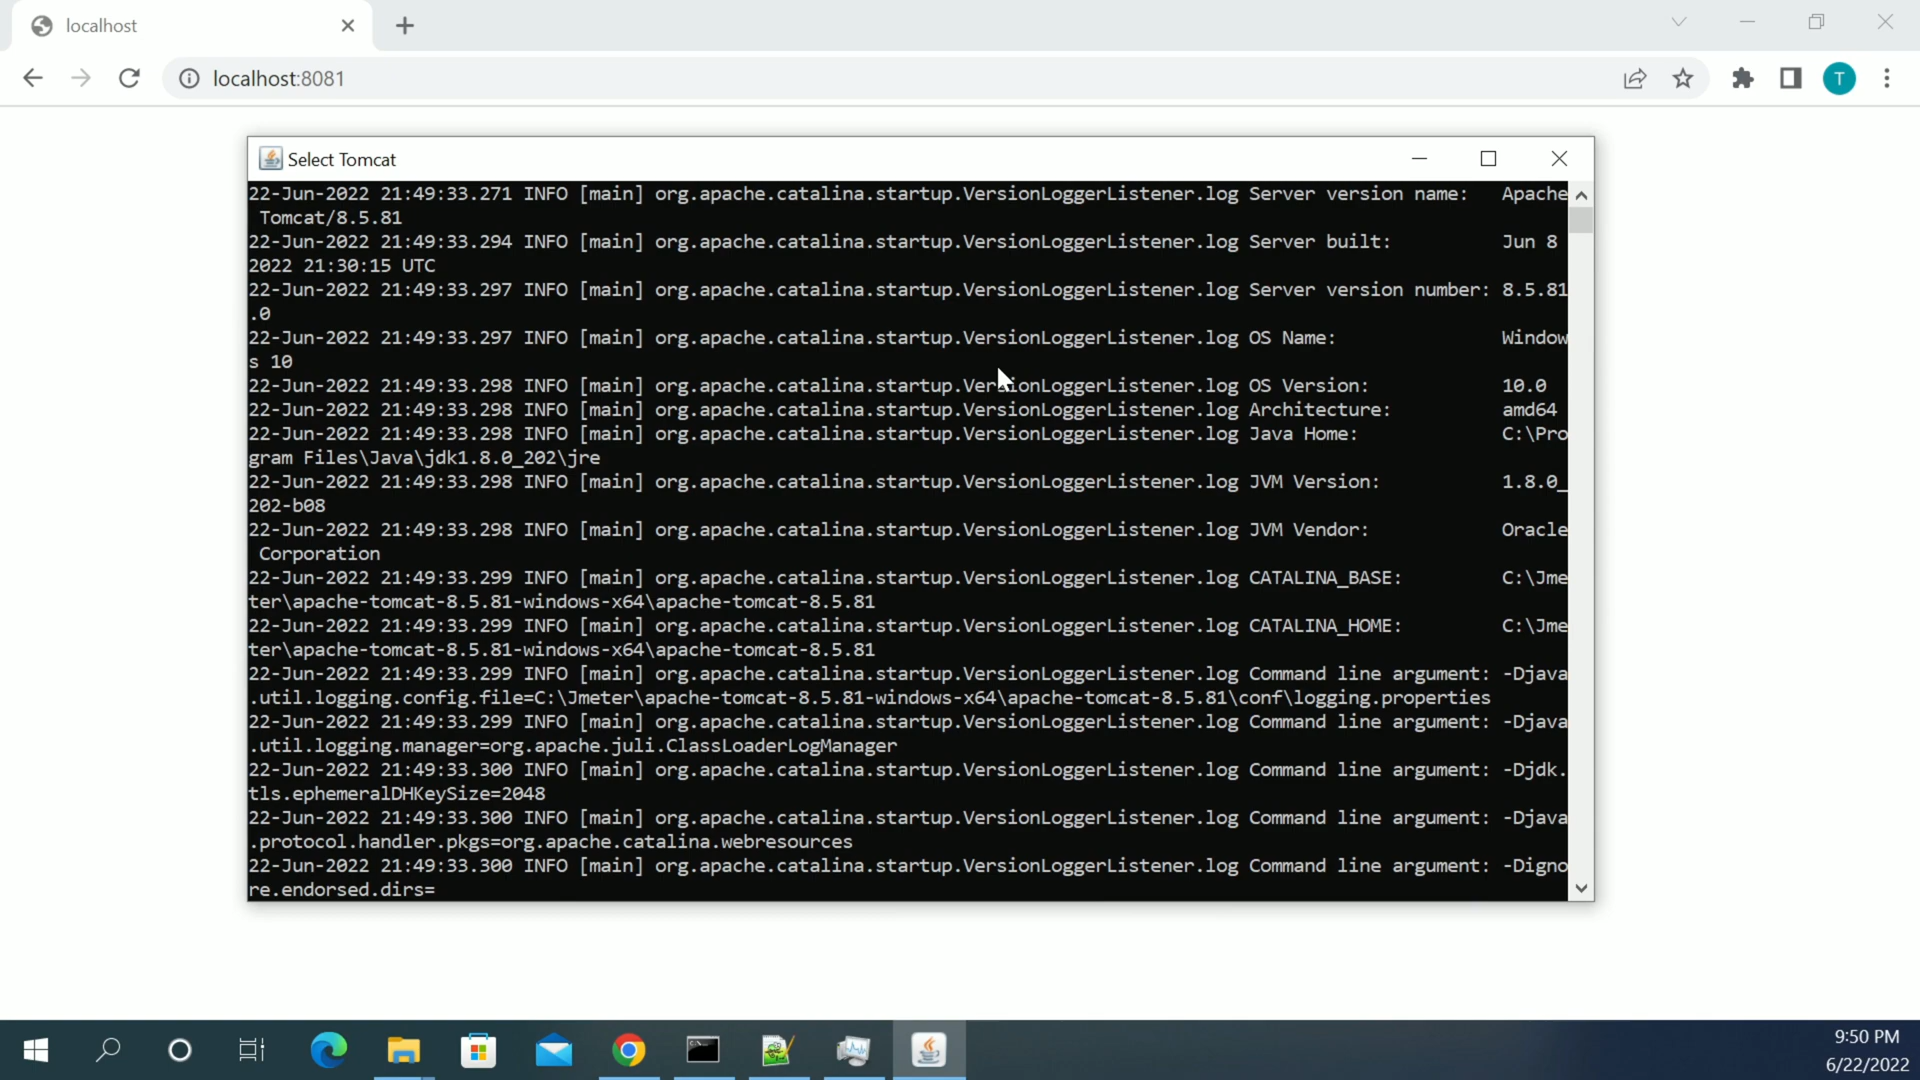 localhost
localhost:8081
T
Select Tomcat
22-Jun-2022 21:49:33.271 INFO [main] org.apache.catalina.startup.VersionLoggerListener.log Server version name:   Apache
 Tomcat/8.5.81
22-Jun-2022 21:49:33.294 INFO [main] org.apache.catalina.startup.VersionLoggerListener.log Server built:          Jun 8
2022 21:30:15 UTC
22-Jun-2022 21:49:33.297 INFO [main] org.apache.catalina.startup.VersionLoggerListener.log Server version number: 8.5.81
.0
22-Jun-2022 21:49:33.297 INFO [main] org.apache.catalina.startup.VersionLoggerListener.log OS Name:               Window
s 10
22-Jun-2022 21:49:33.298 INFO [main] org.apache.catalina.startup.VersionLoggerListener.log OS Version:            10.0
22-Jun-2022 21:49:33.298 INFO [main] org.apache.catalina.startup.VersionLoggerListener.log Architecture:          amd64
22-Jun-2022 21:49:33.298 INFO [main] org.apache.catalina.startup.VersionLoggerListener.log Java Home:             C:\Pro
gram Files\Java\jdk1.8.0_202\jre
22-Jun-2022 21:49:33.298 INFO [main] org.apache.catalina.startup.VersionLoggerListener.log JVM Version:           1.8.0_
202-b08
22-Jun-2022 21:49:33.298 INFO [main] org.apache.catalina.startup.VersionLoggerListener.log JVM Vendor:            Oracle
 Corporation
22-Jun-2022 21:49:33.299 INFO [main] org.apache.catalina.startup.VersionLoggerListener.log CATALINA_BASE:         C:\Jme
ter\apache-tomcat-8.5.81-windows-x64\apache-tomcat-8.5.81
22-Jun-2022 21:49:33.299 INFO [main] org.apache.catalina.startup.VersionLoggerListener.log CATALINA_HOME:         C:\Jme
ter\apache-tomcat-8.5.81-windows-x64\apache-tomcat-8.5.81
22-Jun-2022 21:49:33.299 INFO [main] org.apache.catalina.startup.VersionLoggerListener.log Command line argument: -Djava
.util.logging.config.file=C:\Jmeter\apache-tomcat-8.5.81-windows-x64\apache-tomcat-8.5.81\conf\logging.properties
22-Jun-2022 21:49:33.299 INFO [main] org.apache.catalina.startup.VersionLoggerListener.log Command line argument: -Djava
.util.logging.manager=org.apache.juli.ClassLoaderLogManager
22-Jun-2022 21:49:33.300 INFO [main] org.apache.catalina.startup.VersionLoggerListener.log Command line argument: -Djdk.
tls.ephemeralDHKeySize=2048
22-Jun-2022 21:49:33.300 INFO [main] org.apache.catalina.startup.VersionLoggerListener.log Command line argument: -Djava
.protocol.handler.pkgs=org.apache.catalina.webresources
22-Jun-2022 21:49:33.300 INFO [main] org.apache.catalina.startup.VersionLoggerListener.log Command line argument: -Digno
re.endorsed.dirs=
9:50 PM
6/22/2022